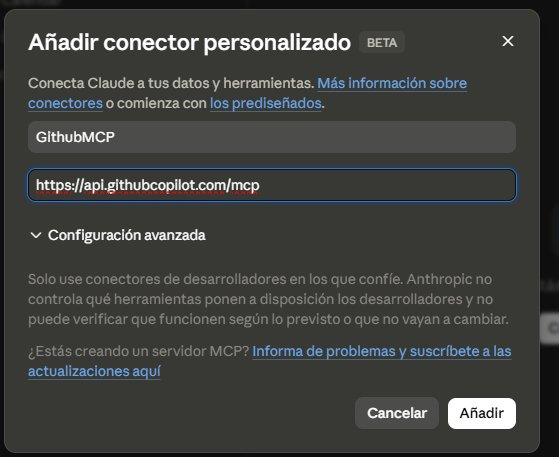 Añadir conector personalizado BETA
Conecta Claude a tus datos y herramientas. Más información sobre
conectores o comienza con los prediseñados.
GithubMCP
https://api.githubcopilot.com/mcp
Configuración avanzada
Solo use conectores de desarrolladores en los que confíe. Anthropic no
controla qué herramientas ponen a disposición los desarrolladores y no
puede verificar que funcionen según lo previsto o que no vayan a cambiar.
¿Estás creando un servidor MCP? Informa de problemas y suscríbete a las
actualizaciones aquí
Cancelar Añadir